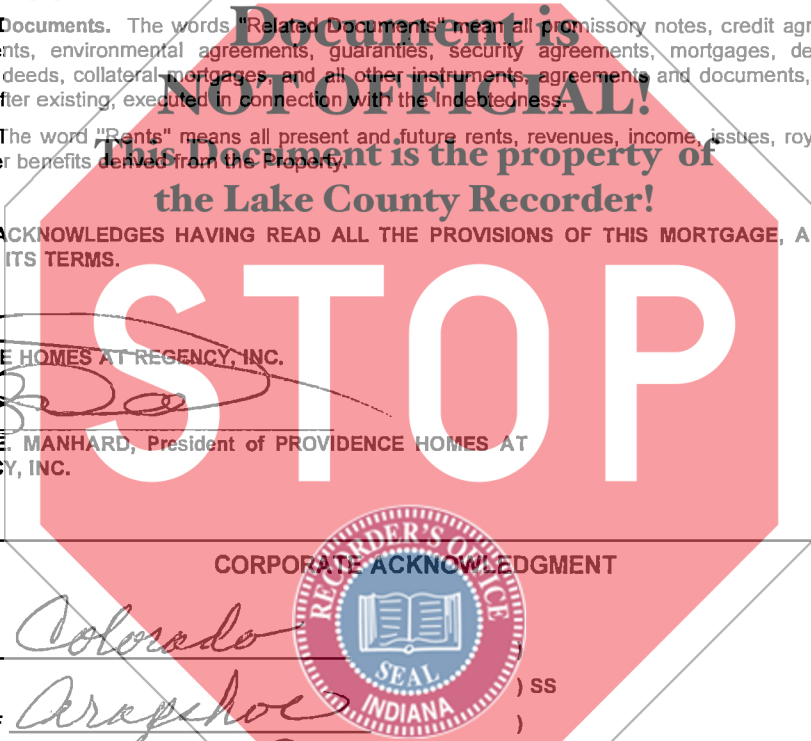 Document is
NOT OFFICIAL!
This Document is the property of
the Lake County Recorder!
STOP
Documents. The words "Related Documents" mean all promissory notes, credit agr
nts, environmental agreements, guaranties, security agreements, mortgages, de
deeds, collateral mortgages, and all other instruments, agreements and documents,
fter existing, executed in connection with the Indebtedness.
The word "Rents" means all present and future rents, revenues, income, issues, roy
r benefits derived from the Property.
ACKNOWLEDGES HAVING READ ALL THE PROVISIONS OF THIS MORTGAGE, A
ITS TERMS.
E HOMES AT REGENCY, INC.
E. MANHARD, President of PROVIDENCE HOMES AT
CY, INC.
CORPORATE ACKNOWLEDGMENT
Colorado )
) SS
Arapahoe )
RECORDER'S OFFICE
SEAL
INDIANA